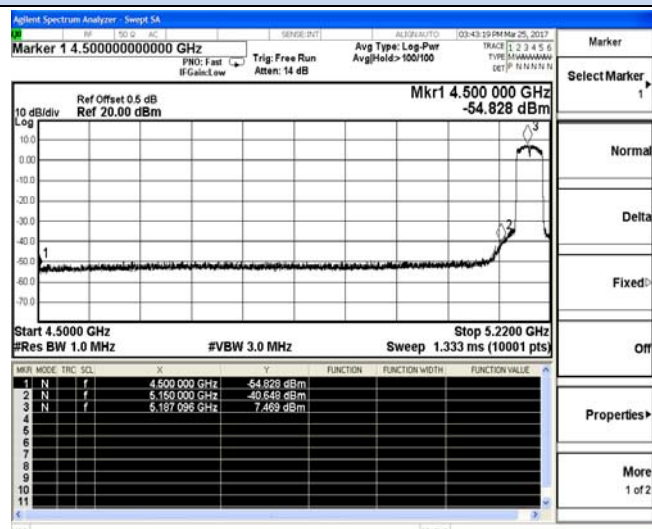 Agilent Spectrum Analyzer - Swept SA
RF 50 Ω AC SENSE:INT ALIGN AUTO 03:43:19 PM Mar 25, 2017
Marker 1 4.500000000000 GHz
PNO: Fast
IFGain:Low
Trig: Free Run
Atten: 14 dB
Avg Type: Log-Pwr
Avg|Hold:>100/100
TRACE 1 2 3 4 5 6
TYPE M
DET P N N N N N
Ref Offset 0.5 dB
10 dB/div Ref 20.00 dBm
Log
Mkr1 4.500 000 GHz
-54.828 dBm
10.0
0.00
-10.0
-20.0
-30.0
-40.0
-50.0
-60.0
-70.0
1
2
3
Start 4.5000 GHz Stop 5.2200 GHz
#Res BW 1.0 MHz #VBW 3.0 MHz Sweep 1.333 ms (10001 pts)
MKR MODE TRC SCL X Y FUNCTION FUNCTION WIDTH FUNCTION VALUE
1 N f 4.500 000 GHz -54.828 dBm
2 N f 5.150 000 GHz -40.648 dBm
3 N f 5.187 096 GHz 7.469 dBm
4
5
6
7
8
9
10
11
Marker
Select Marker
1
Normal
Delta
Fixed
Off
Properties
More
1 of 2